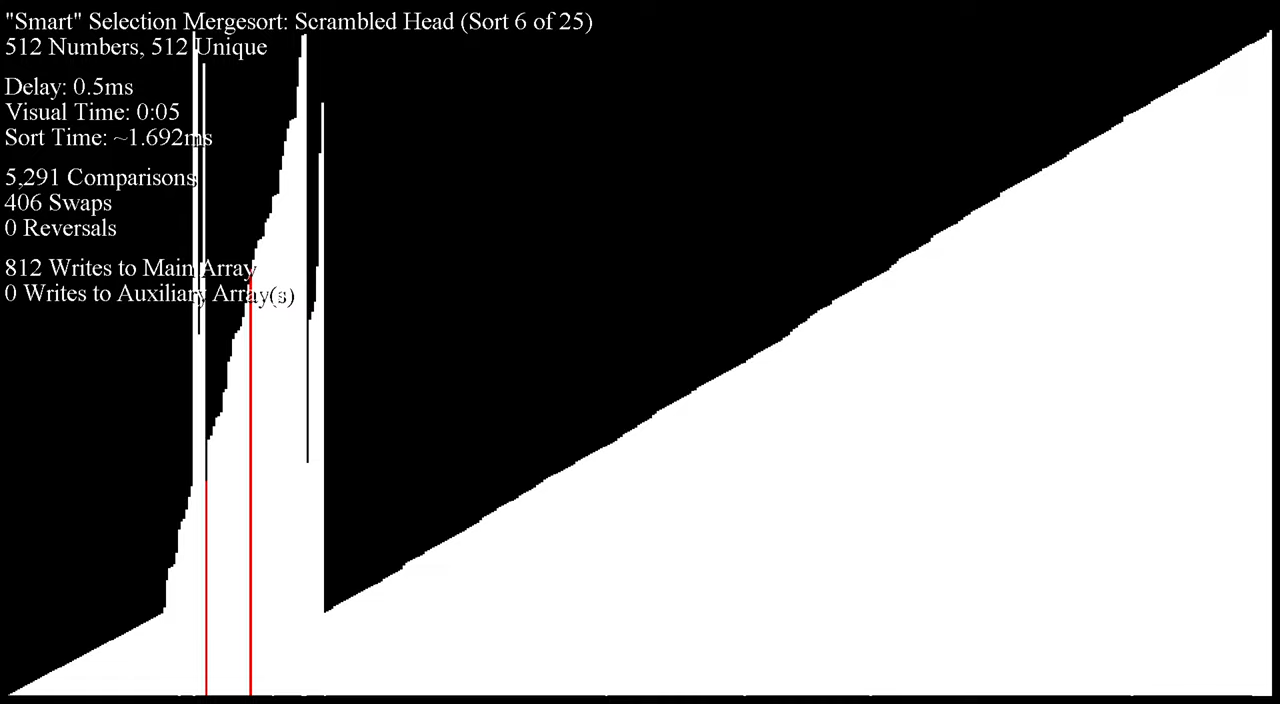 "Smart" Selection Mergesort: Scrambled Head (Sort 6 of 25)
512 Numbers, 512 Unique
Delay: 0.5ms
Visual Time: 0:05
Sort Time: ~1.692ms
5,291 Comparisons
406 Swaps
0 Reversals
812 Writes to Main Array
0 Writes to Auxiliary Array(s)